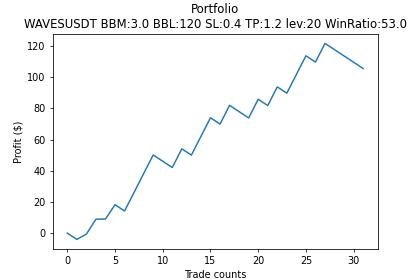 Portfolio
WAVESUSDT BBM:3.0 BBL:120 SL:0.4 TP:1.2 lev:20 WinRatio:53.0
120
100
80
60
40
20
0
Profit ($)
0 5 10 15 20 25 30
Trade counts